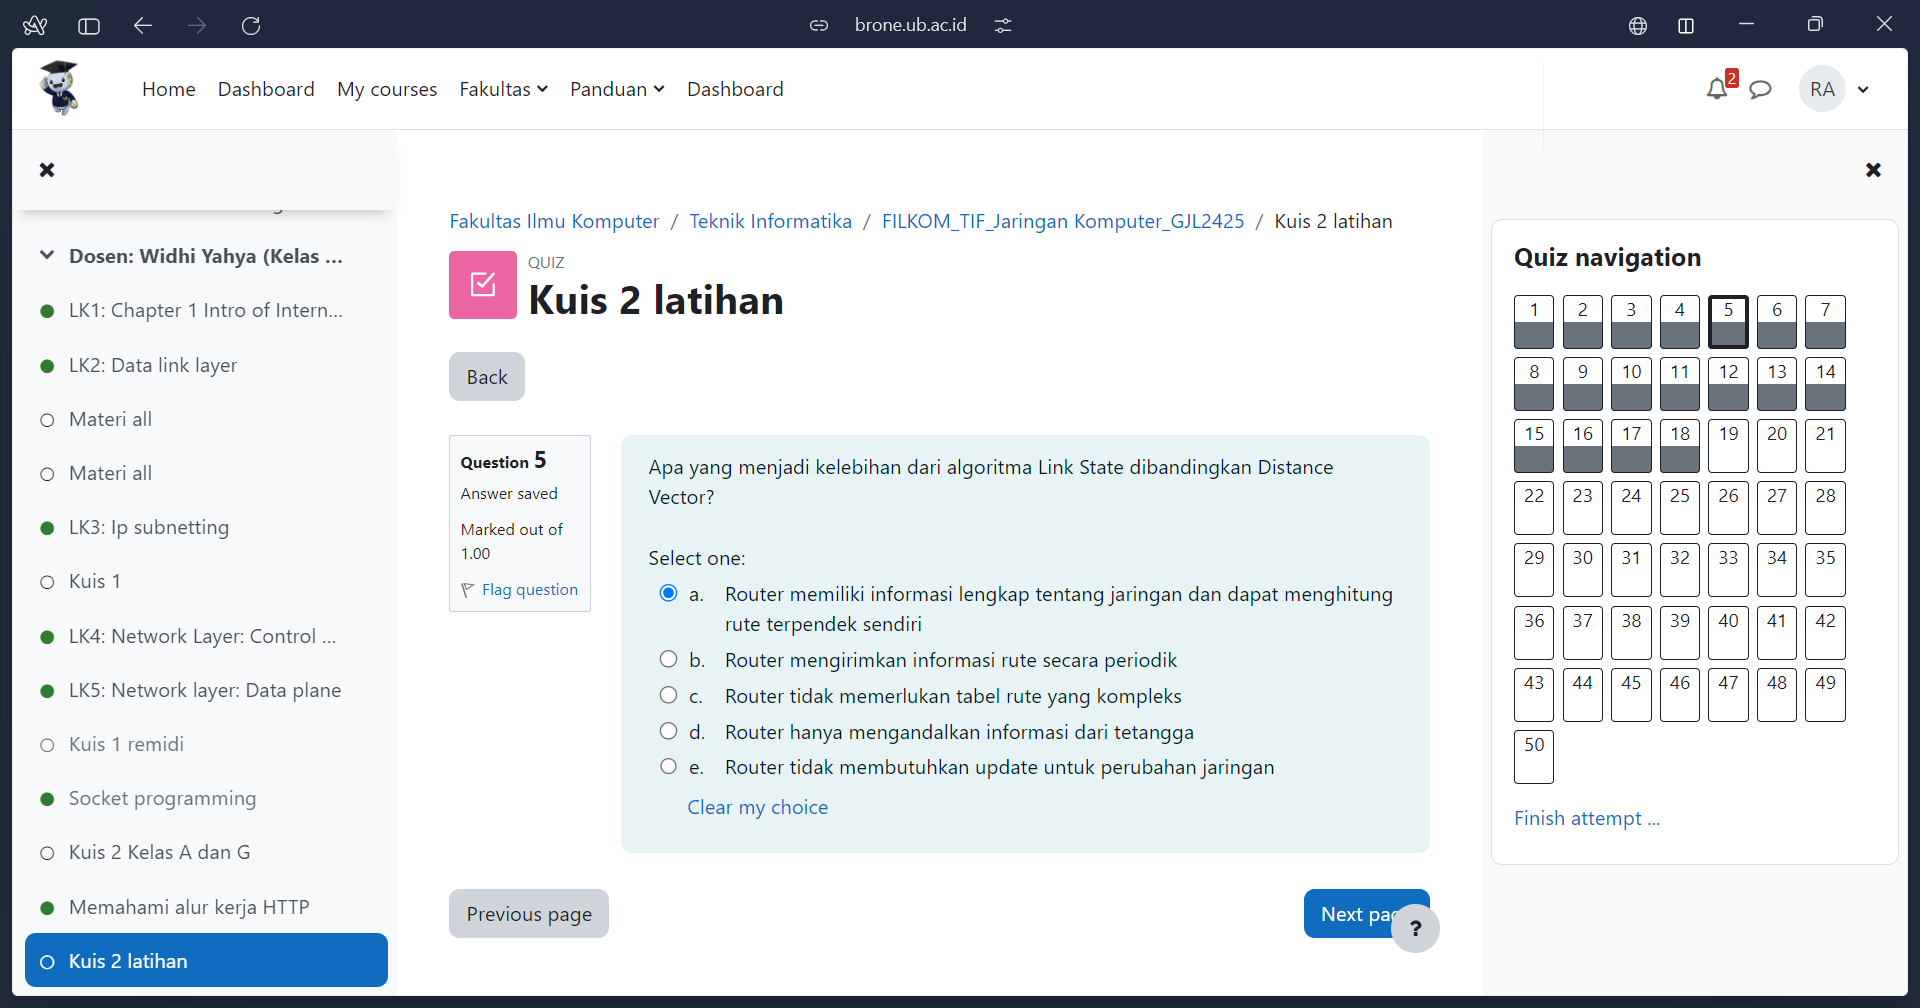 brone.ub.ac.id
Home Dashboard My courses Fakultas Panduan Dashboard
2
RA
Dosen: Widhi Yahya (Kelas ...
LK1: Chapter 1 Intro of Intern...
LK2: Data link layer
Materi all
Materi all
LK3: Ip subnetting
Kuis 1
LK4: Network Layer: Control ...
LK5: Network layer: Data plane
Kuis 1 remidi
Socket programming
Kuis 2 Kelas A dan G
Memahami alur kerja HTTP
Kuis 2 latihan
Fakultas Ilmu Komputer / Teknik Informatika / FILKOM_TIF_Jaringan Komputer_GJL2425 / Kuis 2 latihan
QUIZ
Kuis 2 latihan
Back
Question 5
Answer saved
Marked out of
1.00
Flag question
Apa yang menjadi kelebihan dari algoritma Link State dibandingkan Distance
Vector?
Select one:
a. Router memiliki informasi lengkap tentang jaringan dan dapat menghitung
rute terpendek sendiri
b. Router mengirimkan informasi rute secara periodik
c. Router tidak memerlukan tabel rute yang kompleks
d. Router hanya mengandalkan informasi dari tetangga
e. Router tidak membutuhkan update untuk perubahan jaringan
Clear my choice
Previous page
Next pag
?
Quiz navigation
1 2 3 4 5 6 7
8 9 10 11 12 13 14
15 16 17 18 19 20 21
22 23 24 25 26 27 28
29 30 31 32 33 34 35
36 37 38 39 40 41 42
43 44 45 46 47 48 49
50
Finish attempt ...